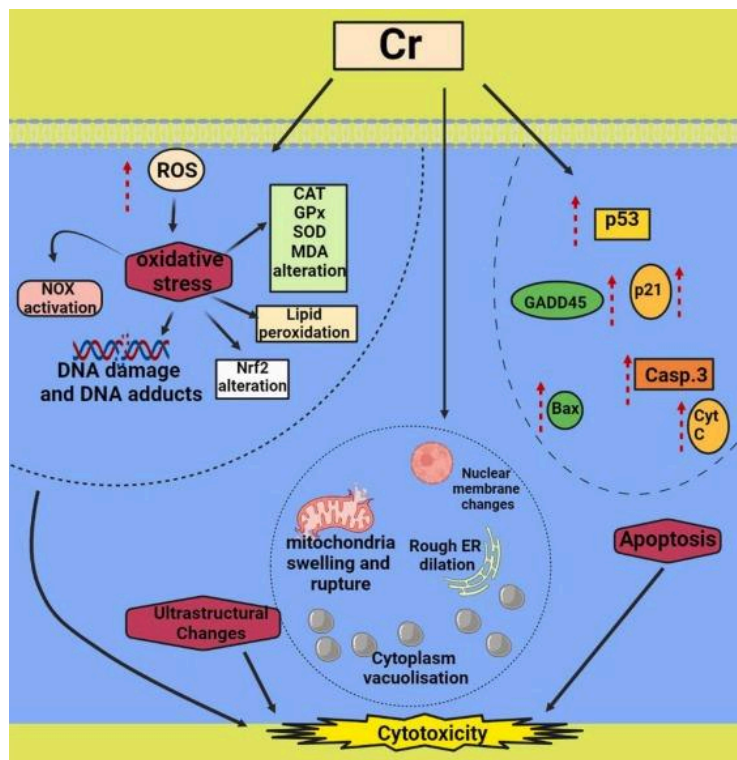 Cr
ROS
CAT
GPx
SOD
MDA
alteration
oxidative
stress
NOX
activation
Lipid
peroxidation
DNA damage
and DNA adducts
Nrf2
alteration
p53
GADD45
p21
Casp.3
Bax
Cyt
C
Nuclear
membrane
changes
mitochondria
swelling and
rupture
Rough ER
dilation
Cytoplasm
vacuolisation
Apoptosis
Ultrastructural
Changes
Cytotoxicity